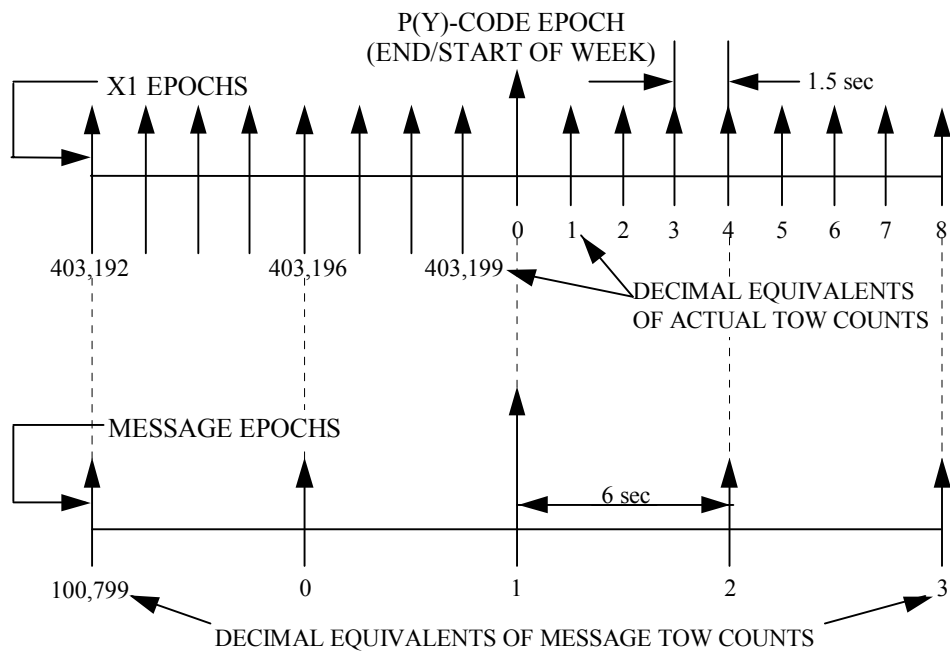 P(Y)-CODE EPOCH
(END/START OF WEEK)
X1 EPOCHS
1.5 sec
0 1 2 3 4 5 6 7 8
403,192 403,196 403,199
DECIMAL EQUIVALENTS
OF ACTUAL TOW COUNTS
MESSAGE EPOCHS
6 sec
100,799 0 1 2 3
DECIMAL EQUIVALENTS OF MESSAGE TOW COUNTS